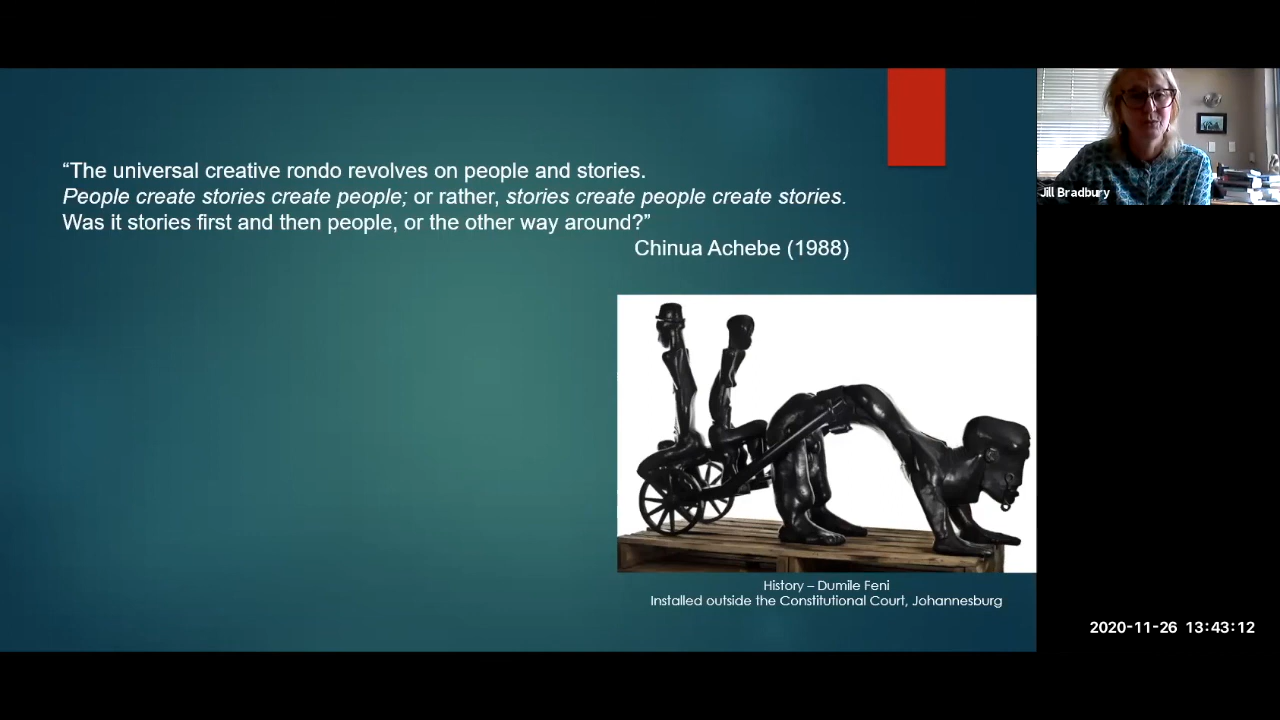 “The universal creative rondo revolves on people and stories.
People create stories create people; or rather, stories create people create stories.
Was it stories first and then people, or the other way around?”
Chinua Achebe (1988)
Jill Bradbury
History – Dumile Feni
Installed outside the Constitutional Court, Johannesburg
2020-11-26 13:43:12